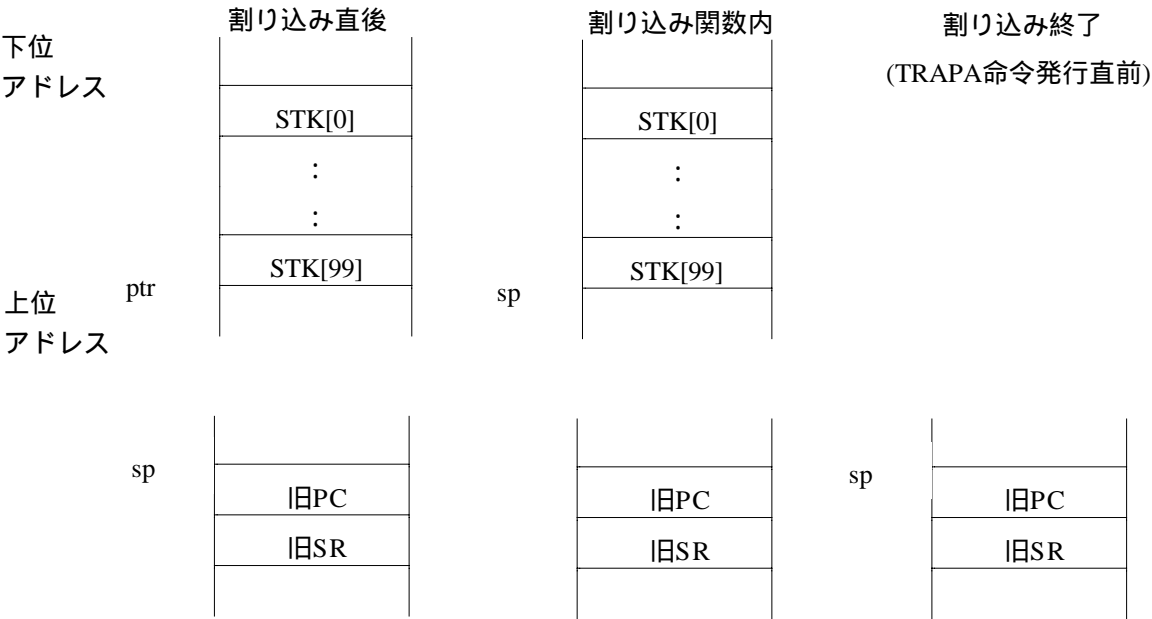 割り込み直後
割り込み関数内
割り込み終了
(TRAPA命令発行直前)
下位
アドレス
STK[0]
:
:
STK[99]
ptr
上位
アドレス
STK[0]
:
:
STK[99]
sp
sp
旧PC
旧SR
旧PC
旧SR
sp
旧PC
旧SR